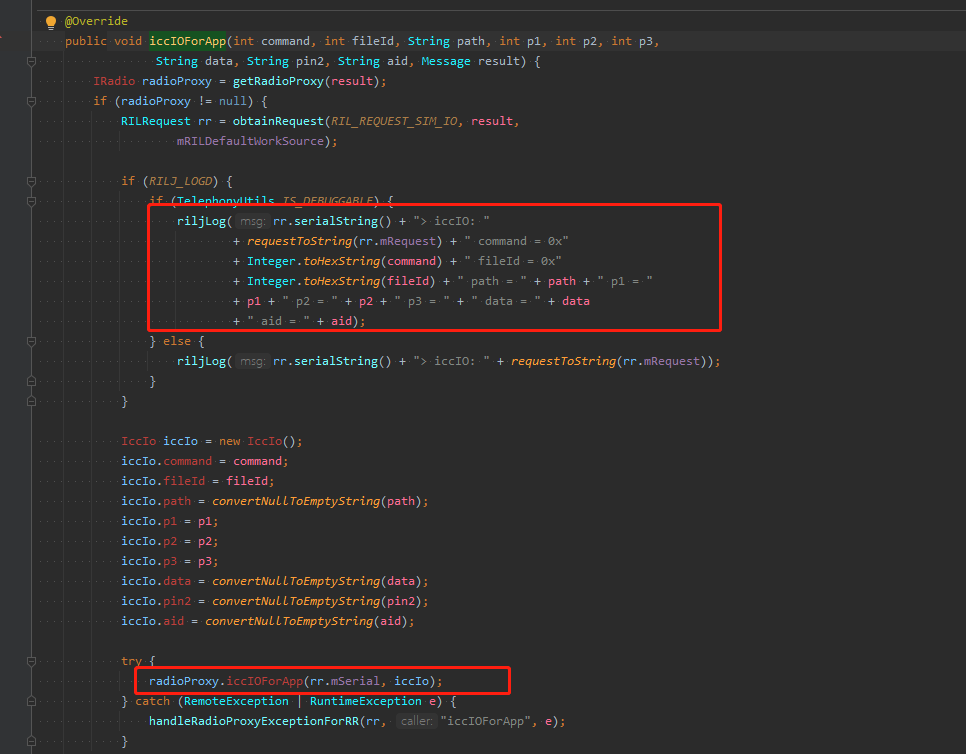 @Override
public void iccIOForApp(int command, int fileId, String path, int p1, int p2, int p3,
String data, String pin2, String aid, Message result) {
IRadio radioProxy = getRadioProxy(result);
if (radioProxy != null) {
RILRequest rr = obtainRequest(RIL_REQUEST_SIM_IO, result,
mRILDefaultWorkSource);
if (RILJ_LOGD) {
if (TelephonyUtils.IS_DEBUGGABLE) {
riljLog( msg: rr.serialString() + "> iccIO: "
+ requestToString(rr.mRequest) + " command = 0x"
+ Integer.toHexString(command) + " fileId = 0x"
+ Integer.toHexString(fileId) + " path = " + path + " p1 = "
+ p1 + " p2 = " + p2 + " p3 = " + " data = " + data
+ " aid = " + aid);
} else {
riljLog( msg: rr.serialString() + "> iccIO: " + requestToString(rr.mRequest));
}
}
IccIo iccIo = new IccIo();
iccIo.command = command;
iccIo.fileId = fileId;
iccIo.path = convertNullToEmptyString(path);
iccIo.p1 = p1;
iccIo.p2 = p2;
iccIo.p3 = p3;
iccIo.data = convertNullToEmptyString(data);
iccIo.pin2 = convertNullToEmptyString(pin2);
iccIo.aid = convertNullToEmptyString(aid);
try {
radioProxy.iccIOForApp(rr.mSerial, iccIo);
} catch (RemoteException | RuntimeException e) {
handleRadioProxyExceptionForRR(rr, caller: "iccIOForApp", e);
}